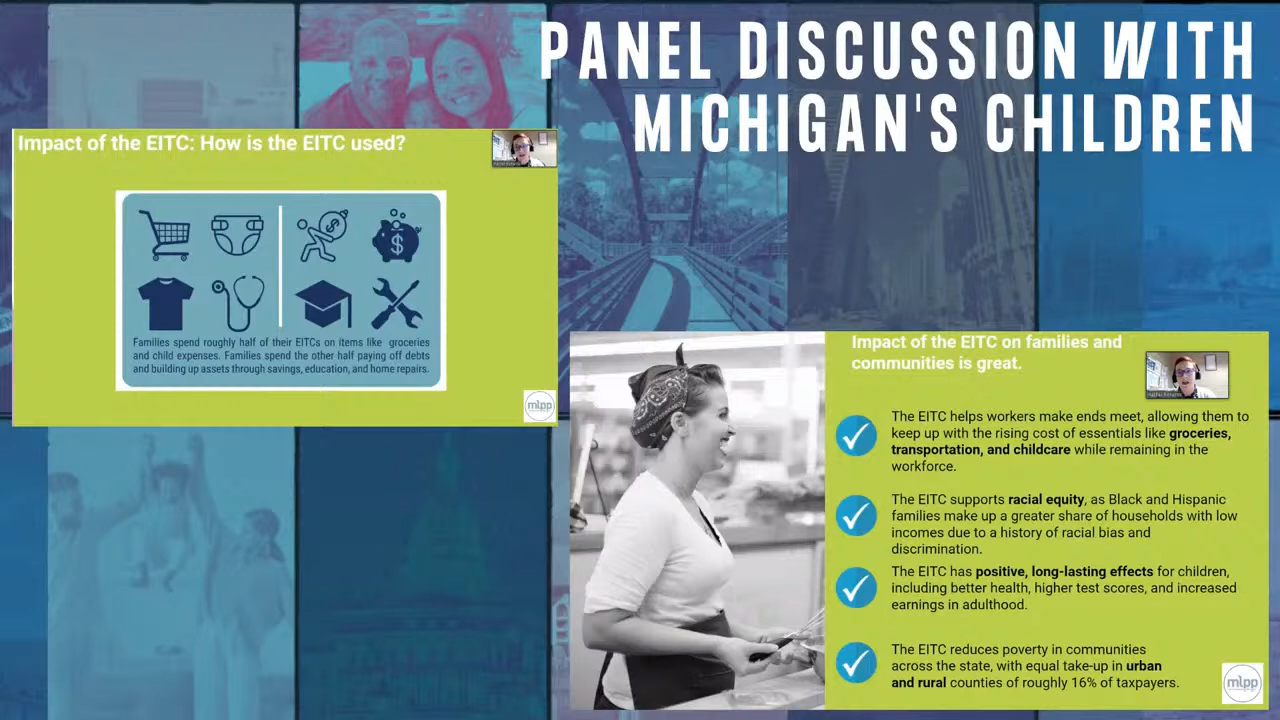 PANEL DISCUSSION WITH
MICHIGAN'S CHILDREN
Impact of the EITC: How is the EITC used?
$
$
Families spend roughly half of their EITCs on items like groceries
and child expenses. Families spend the other half paying off debts
and building up assets through savings, education, and home repairs.
mlpp
Impact of the EITC on families and
communities is great.
The EITC helps workers make ends meet, allowing them to
keep up with the rising cost of essentials like groceries,
transportation, and childcare while remaining in the
workforce.
The EITC supports racial equity, as Black and Hispanic
families make up a greater share of households with low
incomes due to a history of racial bias and
discrimination.
The EITC has positive, long-lasting effects for children,
including better health, higher test scores, and increased
earnings in adulthood.
The EITC reduces poverty in communities
across the state, with equal take-up in urban
and rural counties of roughly 16% of taxpayers.
mlpp